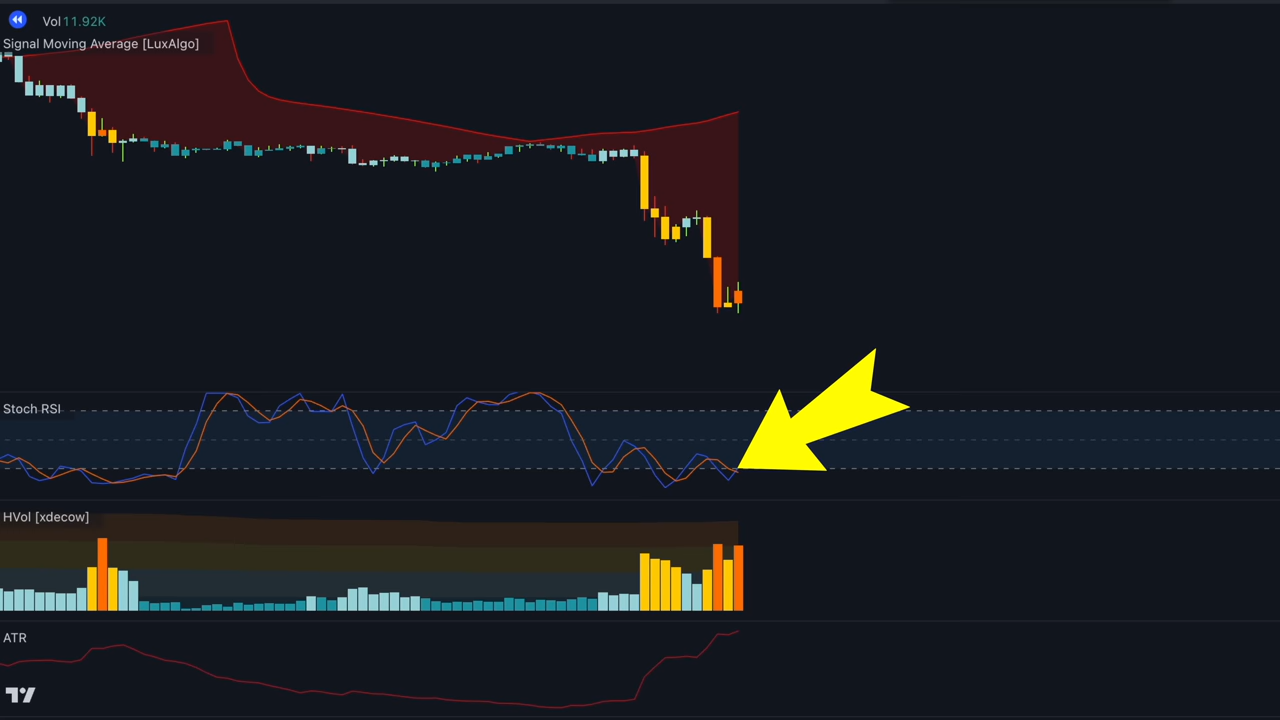 Vol 11.92K
Signal Moving Average [LuxAlgo]
Stoch RSI
HVol [xdecow]
ATR